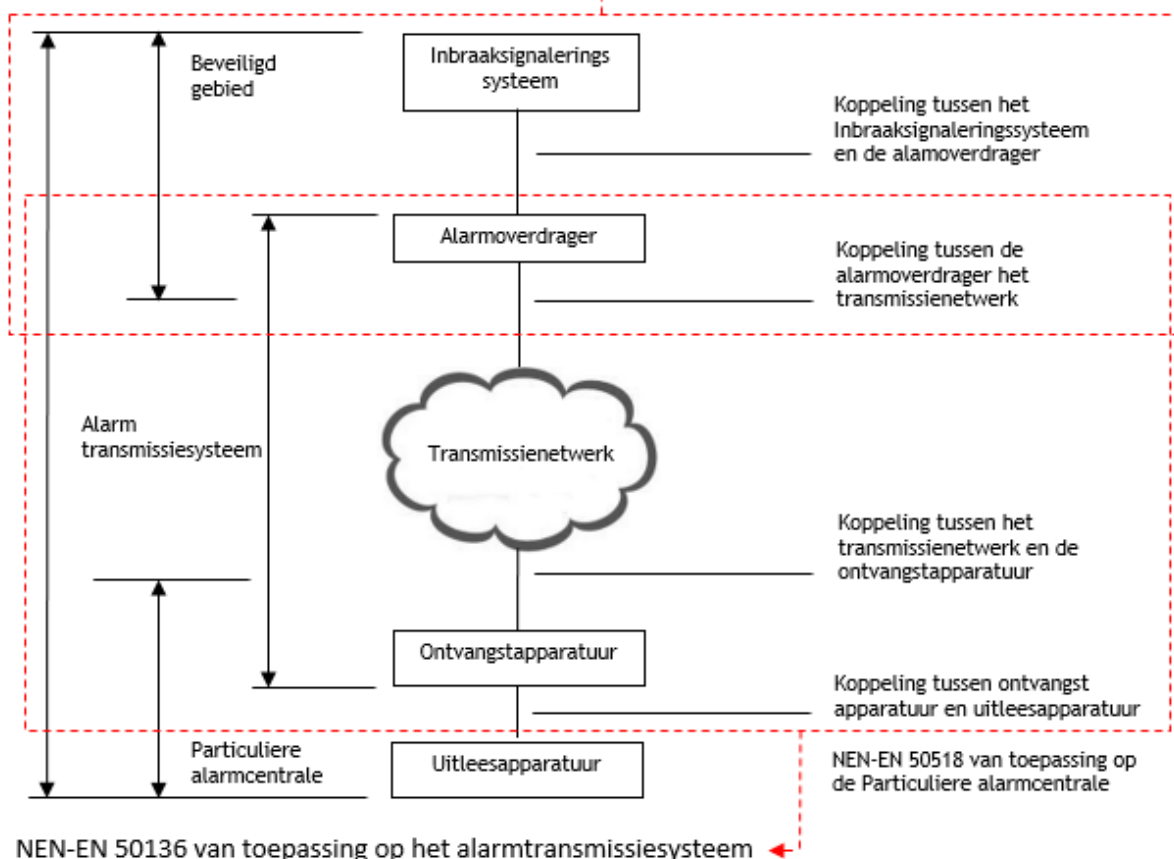 Beveiligd
gebied
Inbraaksignalerings
systeem
Koppeling tussen het
Inbraaksignaleringssysteem
en de alamoverdrager
Alarmoverdrager
Koppeling tussen de
alarmoverdrager het
transmissienetwerk
Alarm
transmissiesysteem
Transmissienetwerk
Koppeling tussen het
transmissienetwerk en de
ontvangstapparatuur
Ontvangstapparatuur
Koppeling tussen ontvangst
apparatuur en uitleesapparatuur
Particuliere
alarmcentrale
Uitleesapparatuur
NEN-EN 50518 van toepassing op
de Particuliere alarmcentrale
NEN-EN 50136 van toepassing op het alarmtransmissiesysteem